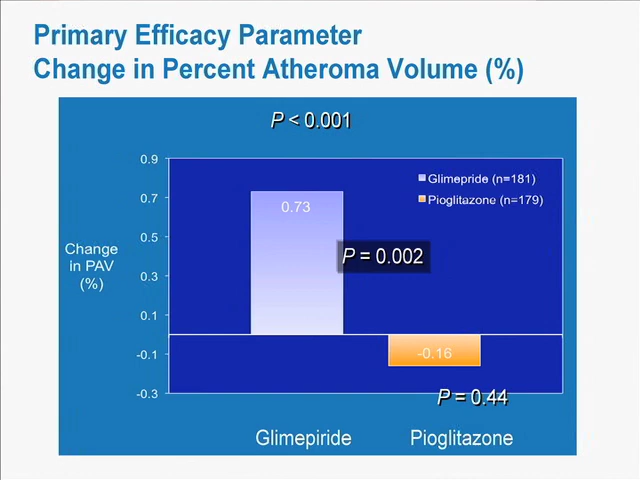 Primary Efficacy Parameter
Change in Percent Atheroma Volume (%)
P < 0.001
0.9
0.7
0.5
0.3
0.1
-0.1
-0.3
Change
in PAV
(%)
Glimepride (n=181)
Pioglitazone (n=179)
0.73
P = 0.002
-0.16
P = 0.44
Glimepiride
Pioglitazone